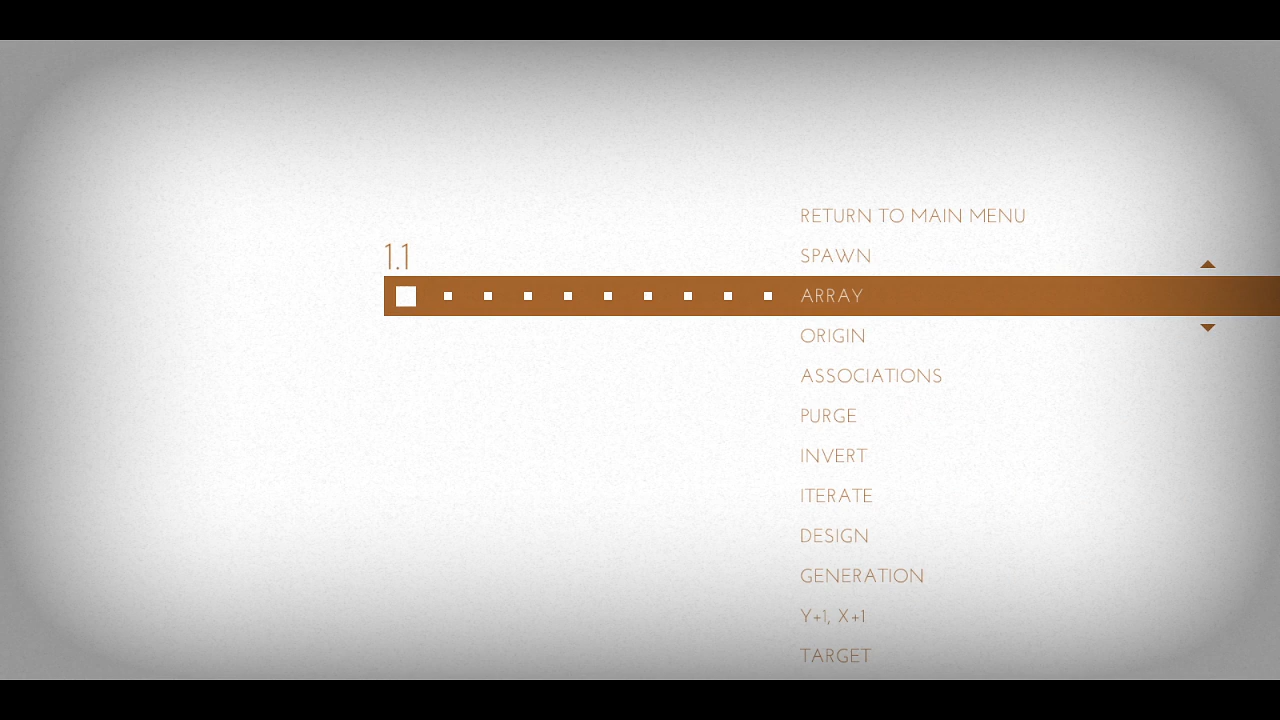 RETURN TO MAIN MENU
SPAWN
1.1
ARRAY
ORIGIN
ASSOCIATIONS
PURGE
INVERT
ITERATE
DESIGN
GENERATION
Y+1, X+1
TARGET